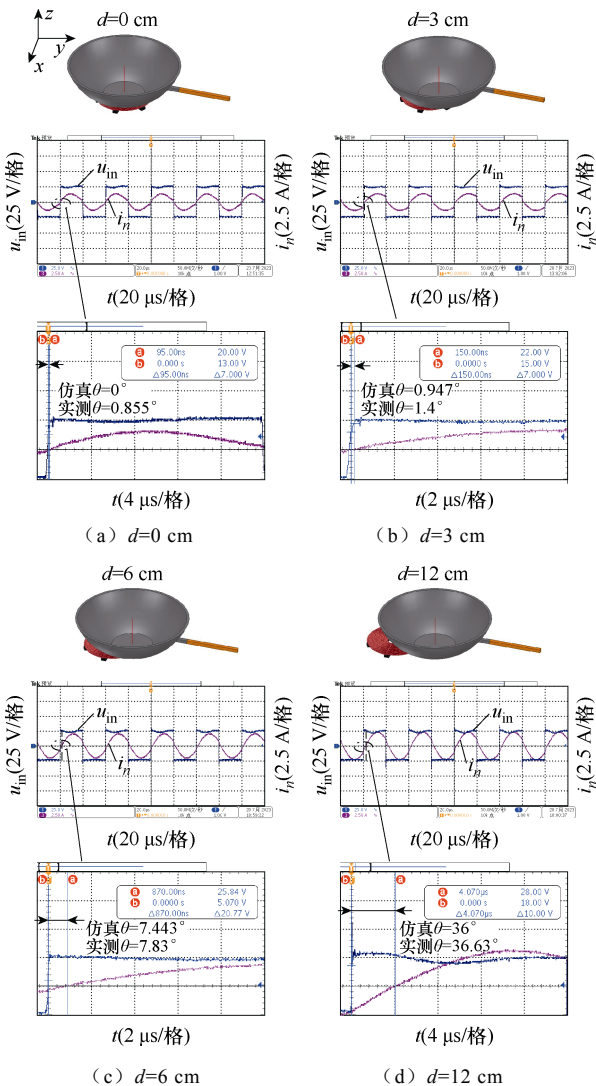 d=0 cm
d=3 cm
z
y
x
u_in(25 V/格)
u_in
i_n
t(20 μs/格)
u_in(25 V/格)
u_in
i_n
i_n(2.5 A/格)
t(20 μs/格)
i_n(2.5 A/格)
b a
a 95.00ns 20.00 V
b 0.000 s 13.00 V
△95.00ns △7.000 V
仿真θ=0°
实测θ=0.855°
t(4 μs/格)
b a
a 150.00ns 22.00 V
b 0.0000 s 15.00 V
△150.00ns △7.000 V
仿真θ=0.947°
实测θ=1.4°
t(2 μs/格)
(a) d=0 cm
(b) d=3 cm
d=6 cm
d=12 cm
u_in(25 V/格)
u_in
i_n
t(20 μs/格)
i_n(2.5 A/格)
u_in(25 V/格)
u_in
i_n
t(20 μs/格)
i_n(2.5 A/格)
b a
a 870.00ns 25.84 V
b 0.0000 s 5.070 V
△870.00ns △20.77 V
仿真θ=7.443°
实测θ=7.83°
t(2 μs/格)
b a
a 4.070μs 28.00 V
b 0.000 s 18.00 V
△4.070μs △10.00 V
仿真θ=36°
实测θ=36.63°
t(4 μs/格)
(c) d=6 cm
(d) d=12 cm